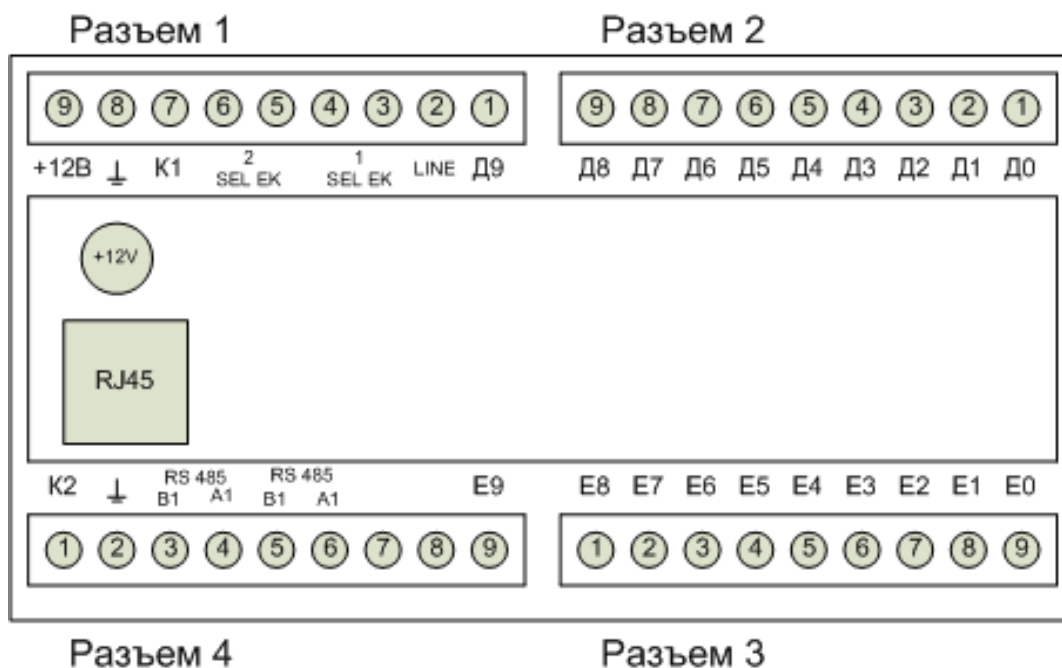 Разъем 1 Разъем 2
9 8 7 6 5 4 3 2 1 9 8 7 6 5 4 3 2 1
+12В К1 2 SEL EK 1 SEL EK LINE Д9 Д8 Д7 Д6 Д5 Д4 Д3 Д2 Д1 Д0
+12V
RJ45
К2 RS 485 B1 A1 RS 485 B1 A1 E9 E8 E7 E6 E5 E4 E3 E2 E1 E0
1 2 3 4 5 6 7 8 9 1 2 3 4 5 6 7 8 9
Разъем 4 Разъем 3